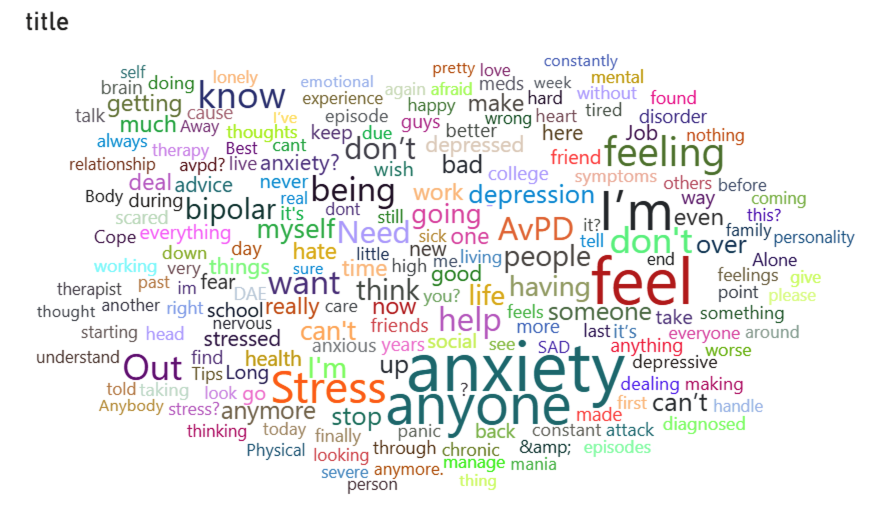 title
constantly
self lonely pretty love
brain doing emotional again afraid meds week mental
getting know experience happy make hard without found
talk cause I've episode guys wrong heart tired disorder
much Away thoughts keep due better here Job nothing
always therapy Best cant don't depressed friend feeling
relationship avpd? live anxiety? wish bad college symptoms others before
deal advice never being work depression I'm way coming
Body during real
scared bipolar it's dont still going AvPD it? even this?
Cope everything myself Need sick one tell don't over family personality
down day hate little new me. living people end Alone
working very things sure time high good feel feelings give
therapist past im fear DAE want think you? life having point please
thought another right school really care now feels someone take something
starting head nervous can't friends help more last it's everyone around
stressed anxious years social see SAD anything worse
understand Out find health I'm up anxiety depressive
Tips Long ? dealing making
told taking look go Stress anyone first can't handle
Anybody stress? anymore stop made diagnosed
thinking today finally panic back constant attack
Physical looking through chronic &amp; episodes
severe anymore. manage mania
person thing